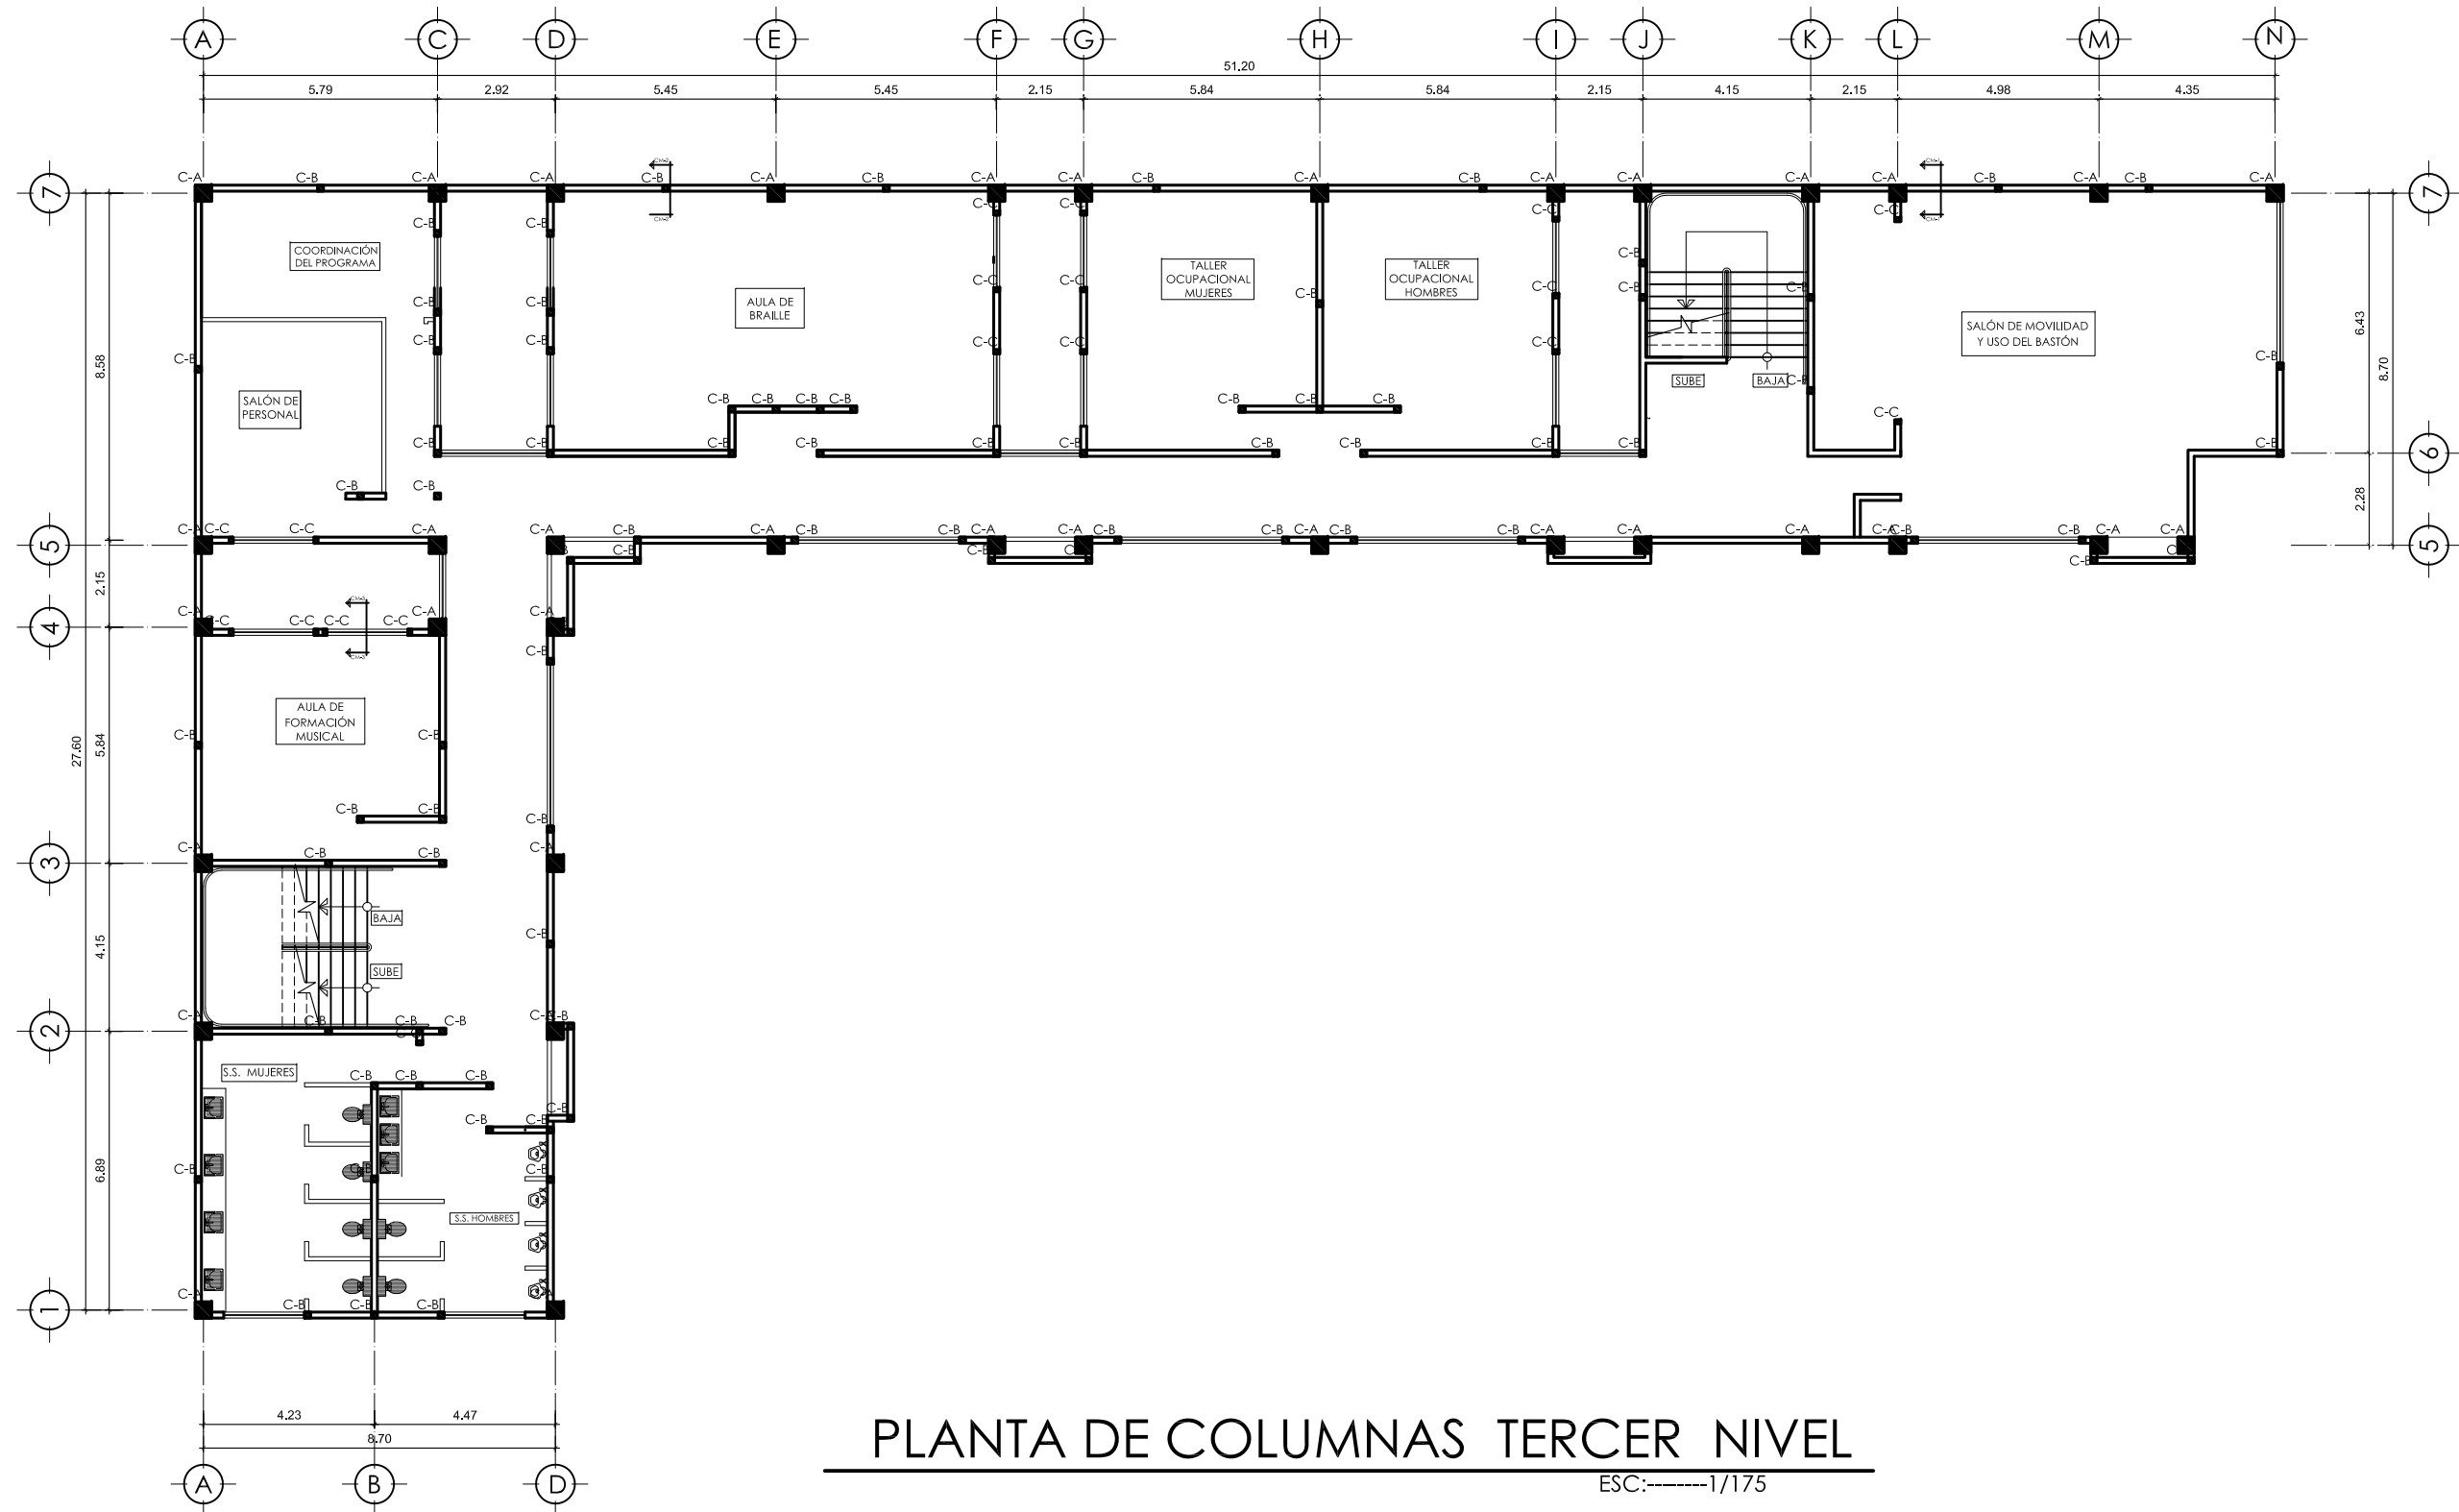 A C D E F G H I J K L M N
51.20
5.79 2.92 5.45 5.45 2.15 5.84 5.84 2.15 4.15 2.15 4.98 4.35
C-A C-B C-A C-A C-B C-A C-B C-A C-A C-B C-A C-B C-A C-A C-A C-A C-B C-A C-B C-A
7 7
C-C C-C C-C C-C
C-B C-B
COORDINACIÓN
DEL PROGRAMA
C-B
TALLER
OCUPACIONAL
MUJERES
TALLER
OCUPACIONAL
HOMBRES
C-C C-C C-C
C-B C-B C-B C-B C-B
AULA DE
BRAILLE
SALÓN DE MOVILIDAD
Y USO DEL BASTÓN
6.43
C-B C-B C-C C-C C-C
C-B C-B
8.58
8.70
SUBE
BAJA
C-B
SALÓN DE
PERSONAL
C-B C-B C-B C-B C-B C-B
C-C
C-B C-B C-B C-B C-B C-B C-B C-B C-B C-B C-B
6
C-B C-B
2.28
C-A C-C C-C C-A C-A C-B C-A C-B C-B C-A C-A C-B C-B C-A C-B C-B C-A C-A C-A C-A C-B C-B C-A C-A
5 5
C-B C-B C-B
2.15
C-A C-C C-C C-C C-C C-A C-A
4
C-B
AULA DE
FORMACIÓN
MUSICAL
C-B C-B
5.84
27.60
C-B C-B C-B
C-A C-B C-B C-A
3
BAJA
C-B
4.15
SUBE
C-A C-B C-B C-B C-A C-B
2
S.S. MUJERES
C-B C-B C-B
C-B C-B C-B
C-B C-B C-B
6.89
S.S. HOMBRES
C-A C-B C-B C-B
1
4.23 4.47
8.70
A B D
PLANTA DE COLUMNAS TERCER NIVEL
ESC:--------1/175